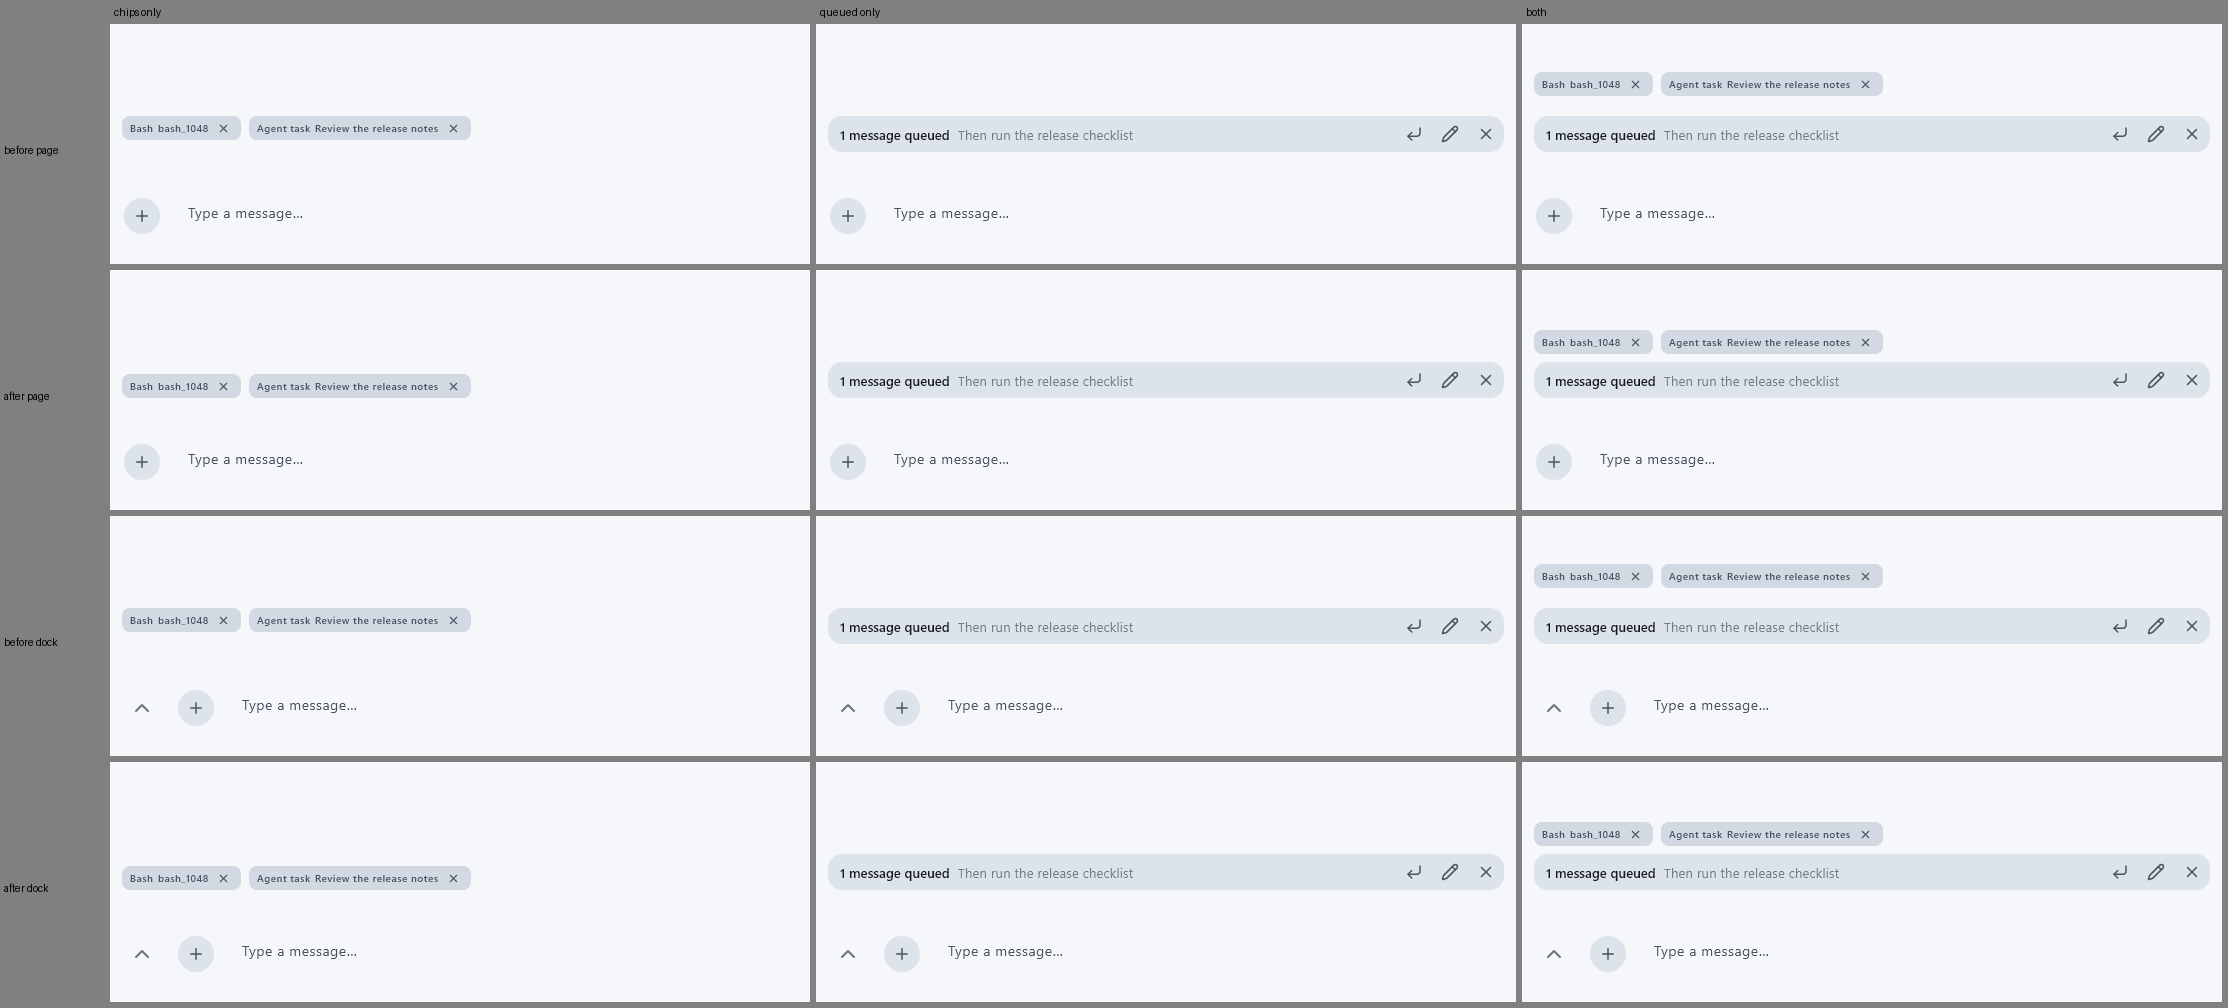 chips only queued only both
before page
Bash bash_1048 Agent task Review the release notes
Type a message...
1 message queued Then run the release checklist
Type a message...
Bash bash_1048 Agent task Review the release notes
1 message queued Then run the release checklist
Type a message...
after page
Bash bash_1048 Agent task Review the release notes
Type a message...
1 message queued Then run the release checklist
Type a message...
Bash bash_1048 Agent task Review the release notes
1 message queued Then run the release checklist
Type a message...
before dock
Bash bash_1048 Agent task Review the release notes
Type a message...
1 message queued Then run the release checklist
Type a message...
Bash bash_1048 Agent task Review the release notes
1 message queued Then run the release checklist
Type a message...
after dock
Bash bash_1048 Agent task Review the release notes
Type a message...
1 message queued Then run the release checklist
Type a message...
Bash bash_1048 Agent task Review the release notes
1 message queued Then run the release checklist
Type a message...